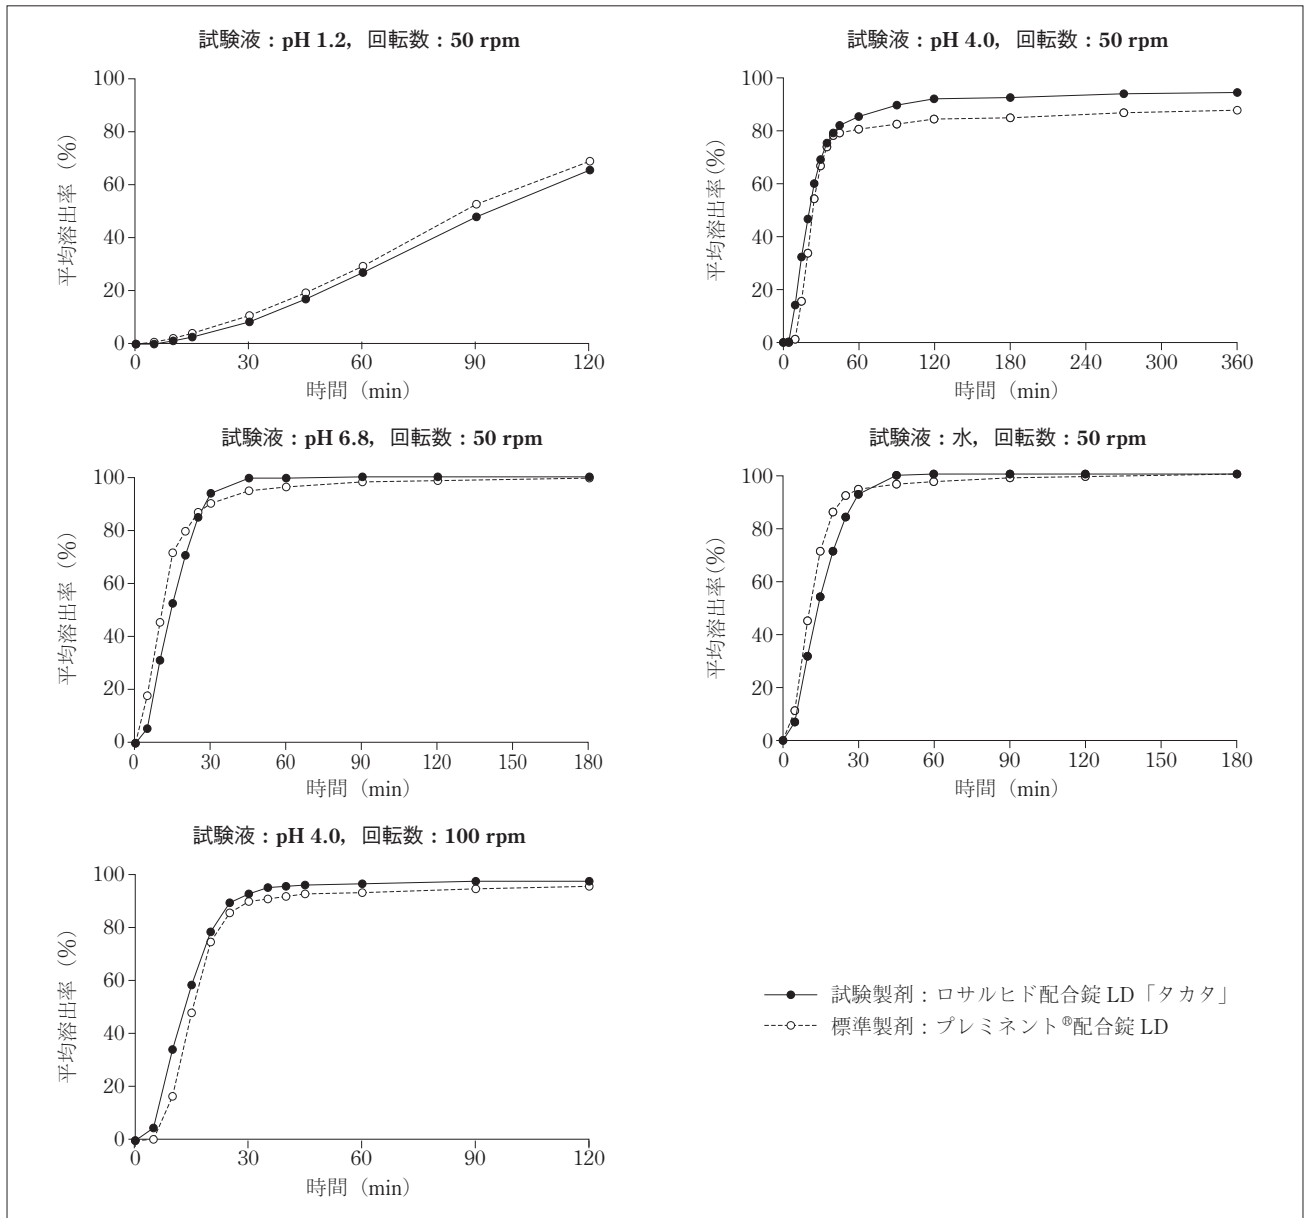 試験液：pH 1.2, 回転数：50 rpm
平均溶出率 (%)
100
80
60
40
20
0
0 30 60 90 120
時間 (min)
試験液：pH 4.0, 回転数：50 rpm
平均溶出率 (%)
100
80
60
40
20
0
0 60 120 180 240 300 360
時間 (min)
試験液：pH 6.8, 回転数：50 rpm
平均溶出率 (%)
100
80
60
40
20
0
0 30 60 90 120 150 180
時間 (min)
試験液：水, 回転数：50 rpm
平均溶出率 (%)
100
80
60
40
20
0
0 30 60 90 120 150 180
時間 (min)
試験液：pH 4.0, 回転数：100 rpm
平均溶出率 (%)
100
80
60
40
20
0
0 30 60 90 120
時間 (min)
試験製剤：ロサルヒド配合錠 LD「タカタ」
標準製剤：プレミネント®配合錠 LD